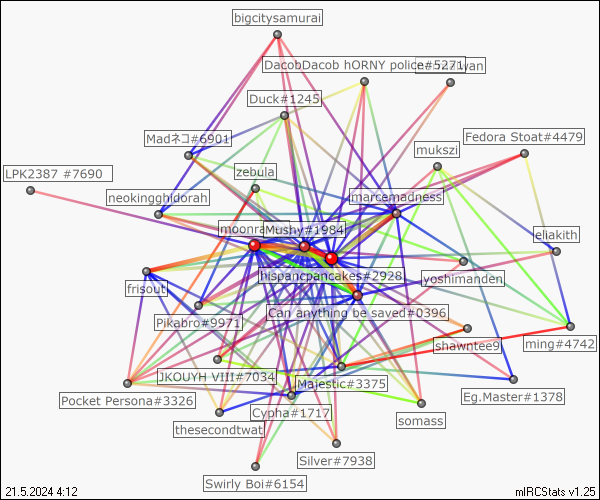 bigcitysamurai
DacobDacob hORNY police#5271
Duck#1245
Madネコ#6901
Fedora Stoat#4479
mukszi
zebula
LPK2387 #7690
neokingghidorah
marcemadness
Mushy#1984
eliakith
hispancpancakes#2928
yoshimanden
frisout
Can anything be saved#0396
Pikabro#9971
shawntee9
ming#4742
JKOUYH VIII#7034
Majestic#3375
Pocket Persona#3326
Eg.Master#1378
Cypha#1717
somass
thesecondtwat
Silver#7938
Swirly Boi#6154
21.5.2024 4:12
mIRCStats v1.25